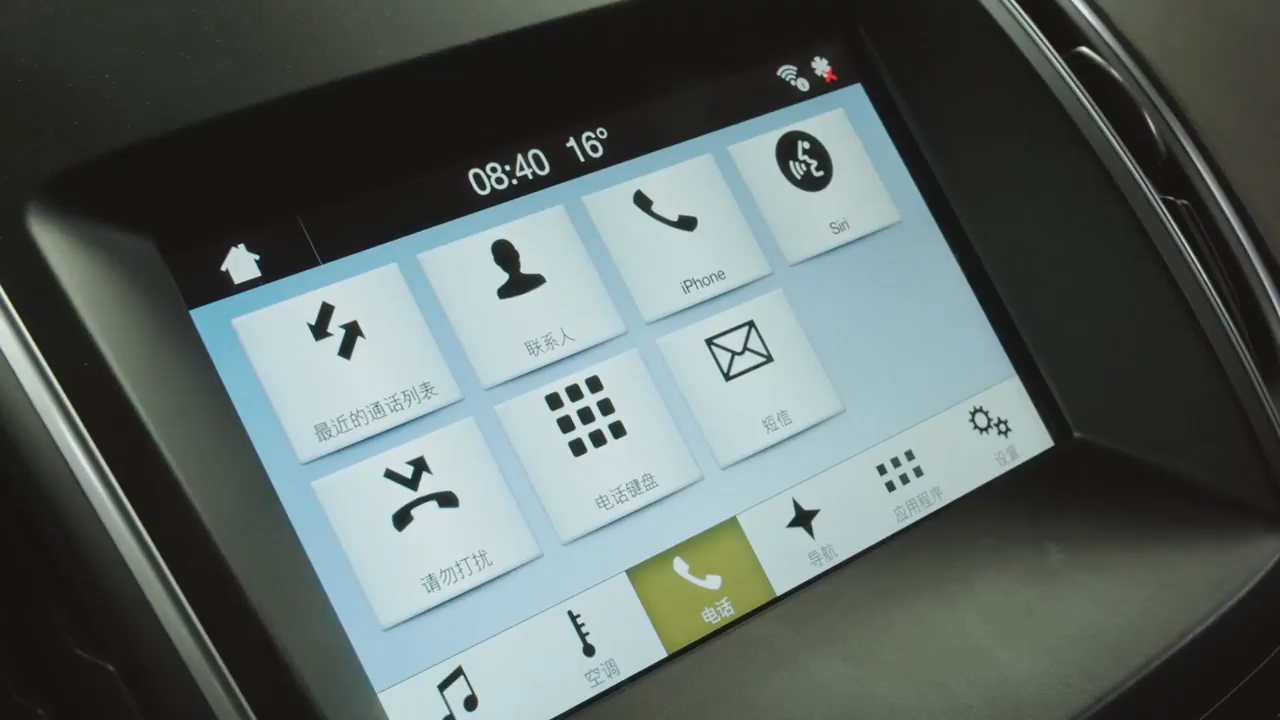 08:40 16°
最近的通话列表
联系人
iPhone
Siri
请勿打扰
电话键盘
短信
空调
电话
导航
应用程序
设置